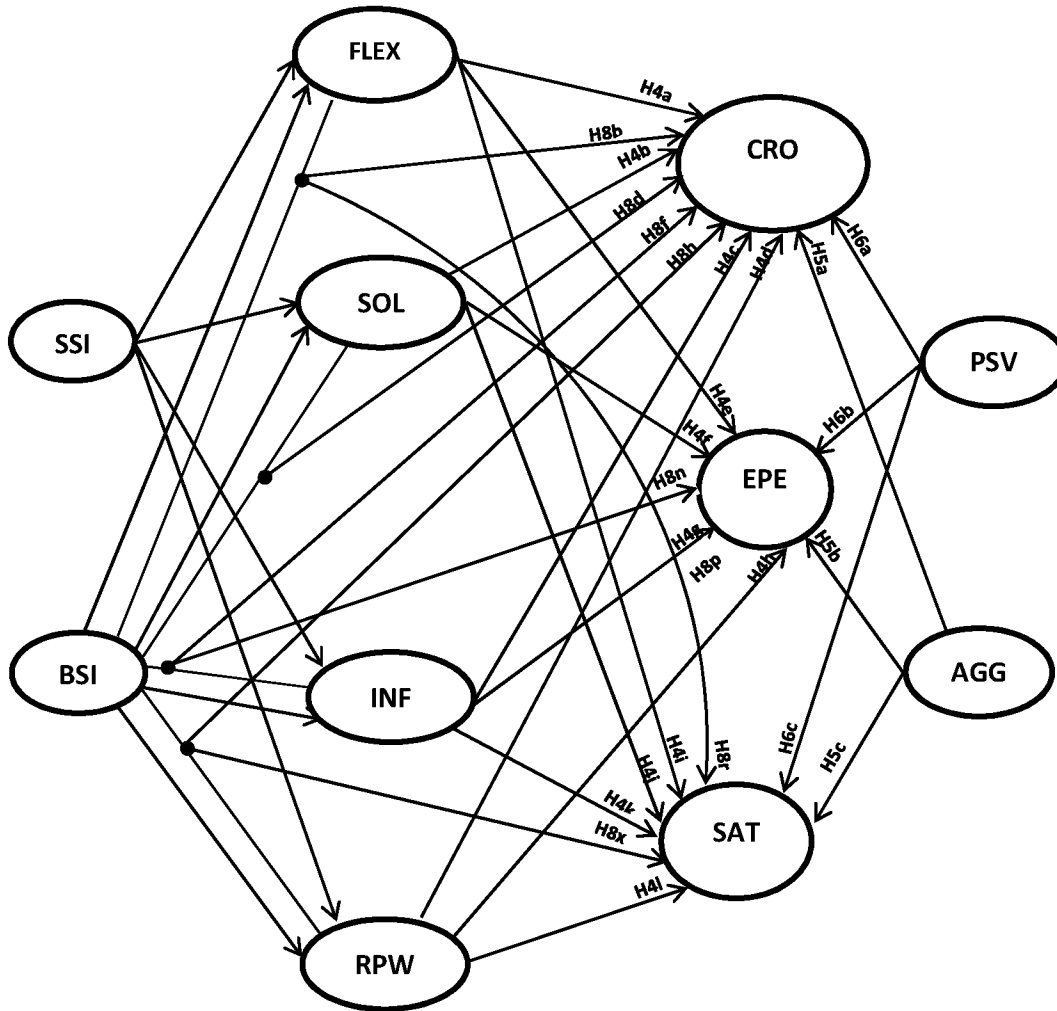 FLEX
H4a
CRO
H8b
H4b
H8d
H8f
H8h
H4c
H4d
H5a
H6a
SOL
SSI
PSV
H4e
H6b
H4f
EPE
H8n
H4g
H8p
H4h
H5b
BSI
INF
AGG
H6c
H5c
H4j
H4i
H8r
H4k
H8x
SAT
H4l
RPW